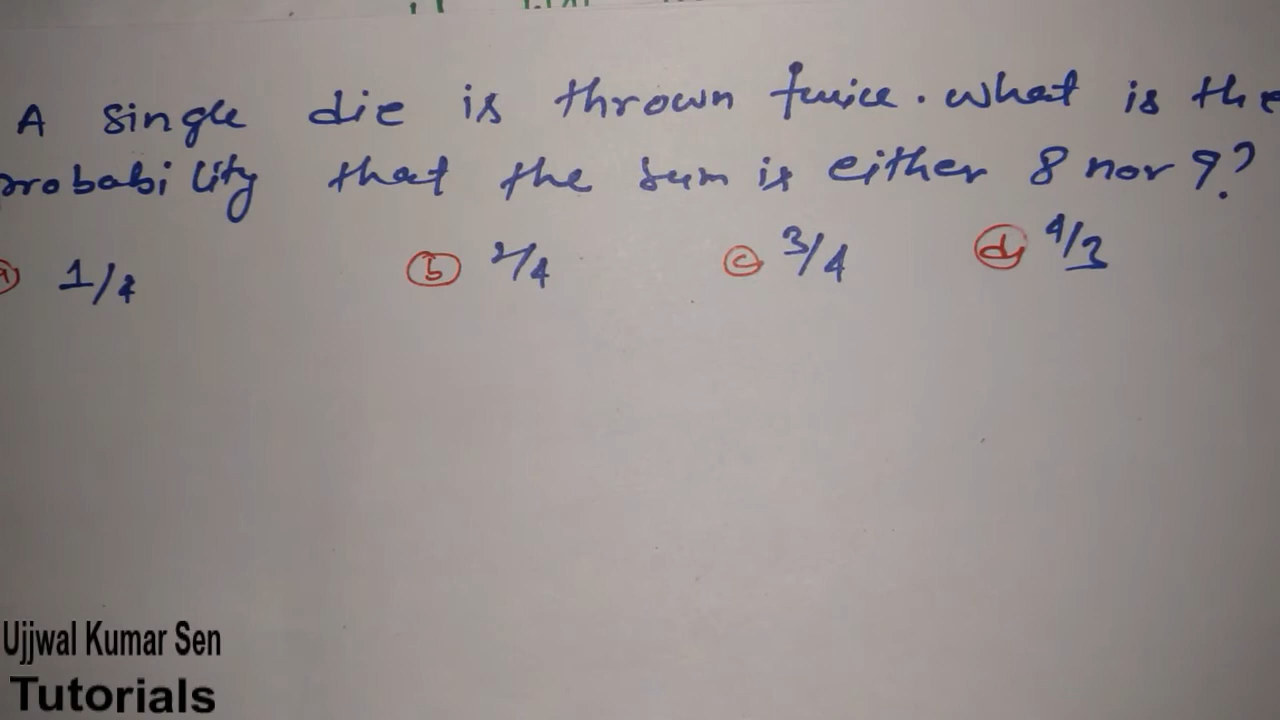 A single die is thrown twice. what is the
probability that the sum is either 8 nor 9?
1/4 (b) 2/4 (c) 3/4 (d) 4/3
Ujjwal Kumar Sen
Tutorials